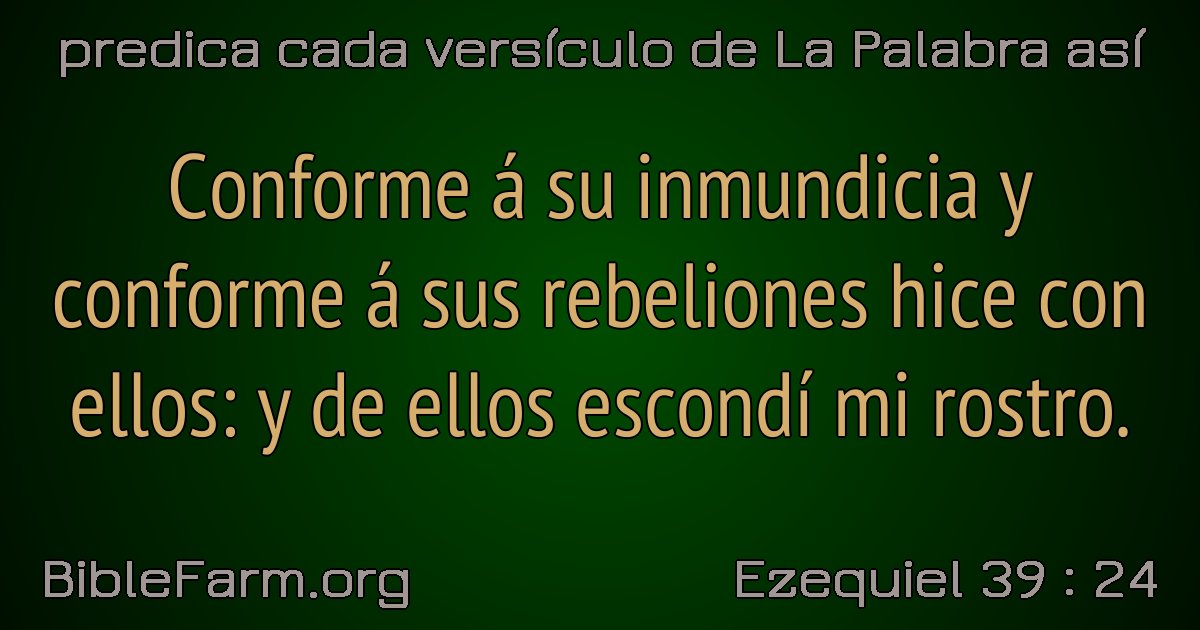 predica cada versículo de La Palabra así
Conforme á su inmundicia y
conforme á sus rebeliones hice con
ellos: y de ellos escondí mi rostro.
BibleFarm.org
Ezequiel 39 : 24